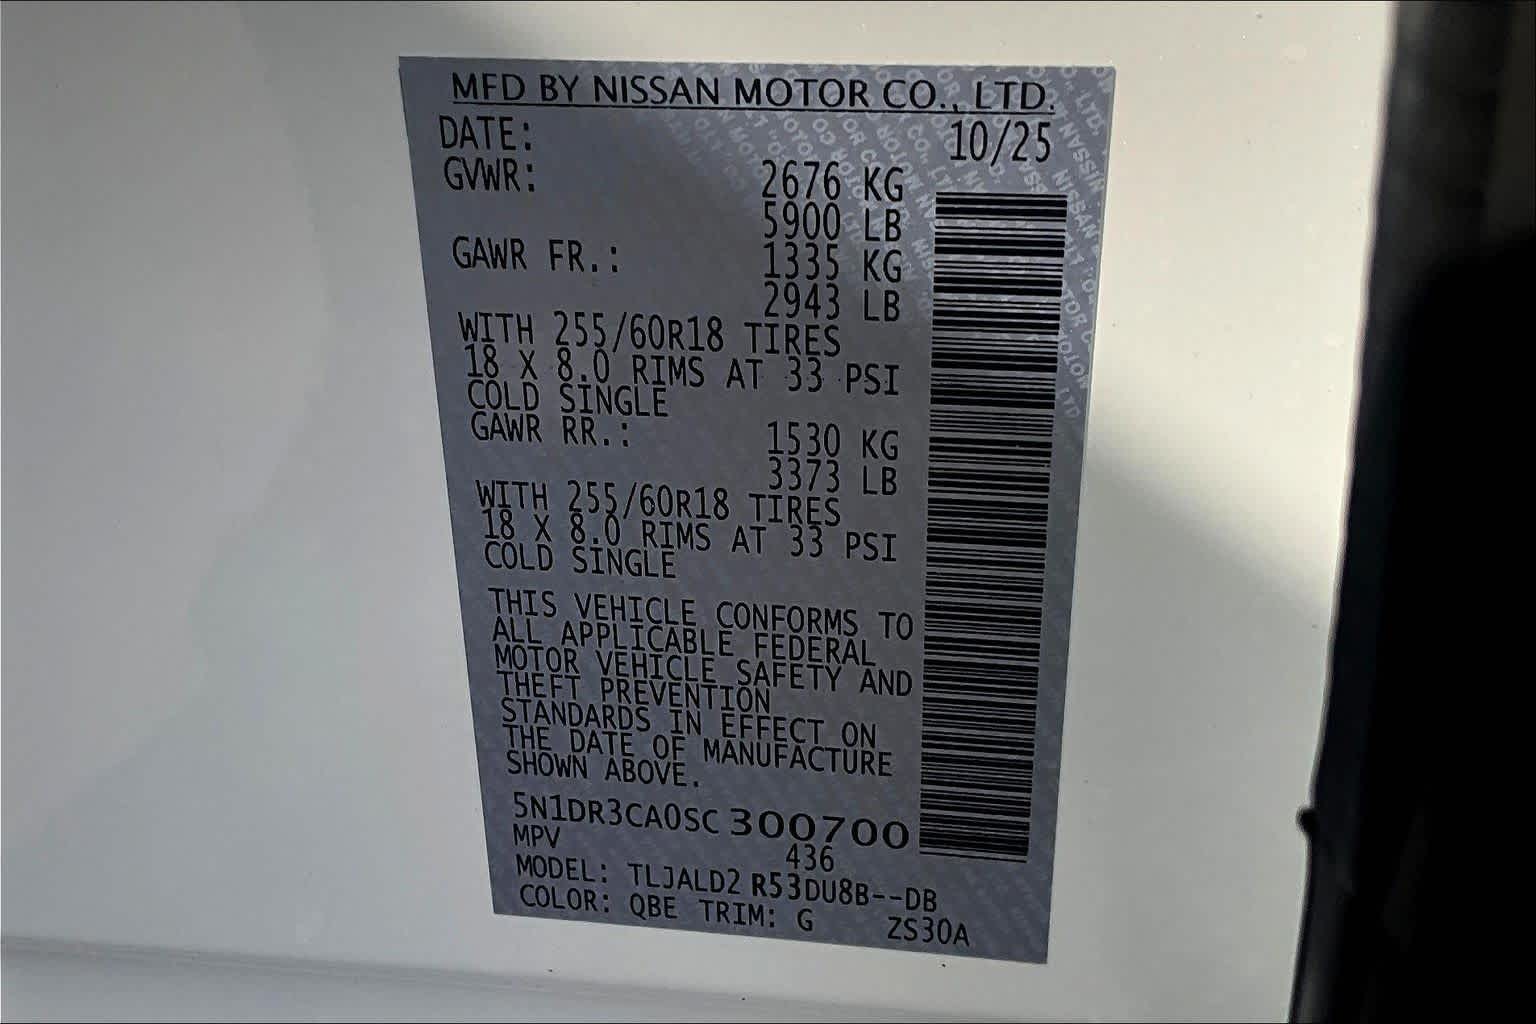 MFD BY NISSAN MOTOR CO., LTD.
DATE: 10/25
GVWR: 2676 KG
5900 LB
GAWR FR.: 1335 KG
2943 LB
WITH 255/60R18 TIRES
18 X 8.0 RIMS AT 33 PSI
COLD SINGLE
GAWR RR.: 1530 KG
3373 LB
WITH 255/60R18 TIRES
18 X 8.0 RIMS AT 33 PSI
COLD SINGLE
THIS VEHICLE CONFORMS TO
ALL APPLICABLE FEDERAL
MOTOR VEHICLE SAFETY AND
THEFT PREVENTION
STANDARDS IN EFFECT ON
THE DATE OF MANUFACTURE
SHOWN ABOVE.
5N1DR3CA0SC300700
MPV 436
MODEL: TLJALD2 R53DU8B--DB
COLOR: QBE TRIM: G ZS30A